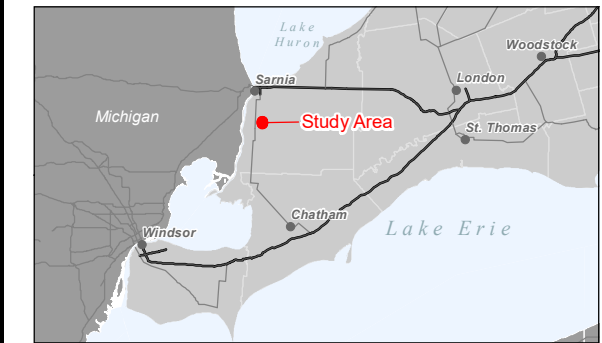 Lake
Huron
Woodstock
Sarnia
London
Michigan
Study Area
St. Thomas
Chatham
Lake Erie
Windsor